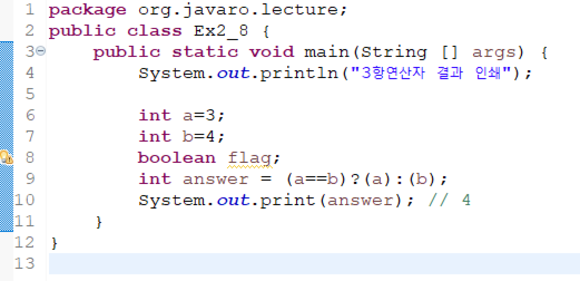 1 package org.javaro.lecture;
2 public class Ex2_8 {
3 public static void main(String [] args) {
4 System.out.println("3항연산자 결과 인쇄");
5
6 int a=3;
7 int b=4;
8 boolean flag;
9 int answer = (a==b)?(a):(b);
10 System.out.print(answer); // 4
11 }
12 }
13